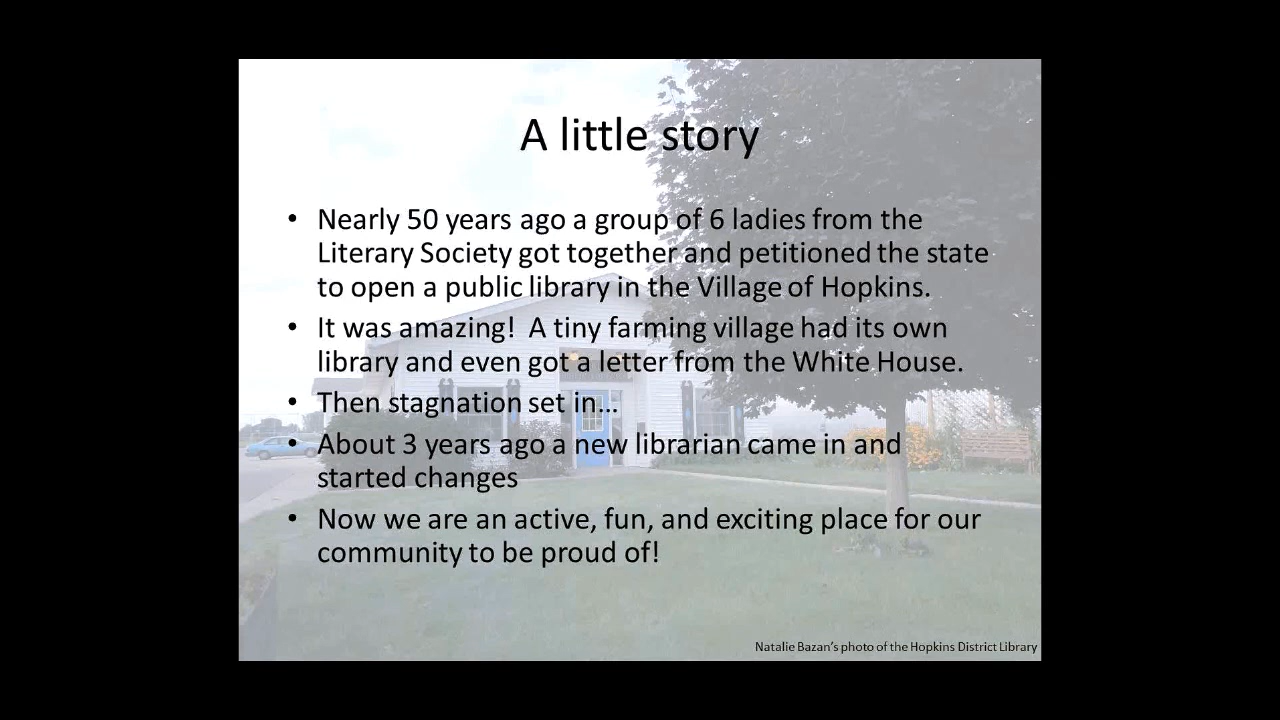 A little story
• Nearly 50 years ago a group of 6 ladies from the
Literary Society got together and petitioned the state
to open a public library in the Village of Hopkins.
• It was amazing!  A tiny farming village had its own
library and even got a letter from the White House.
• Then stagnation set in...
• About 3 years ago a new librarian came in and
started changes
• Now we are an active, fun, and exciting place for our
community to be proud of!
Natalie Bazan's photo of the Hopkins District Library